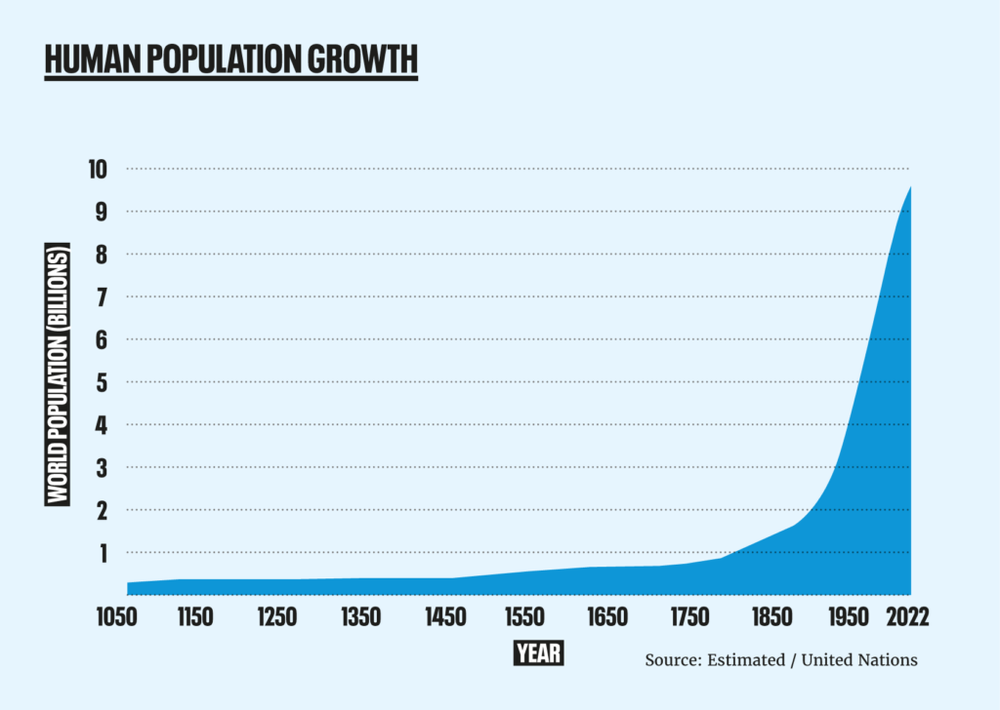 HUMAN POPULATION GROWTH
10
9
8
7
6
5
4
3
2
1
WORLD POPULATION (BILLIONS)
1050 1150 1250 1350 1450 1550 1650 1750 1850 1950 2022
YEAR
Source: Estimated / United Nations